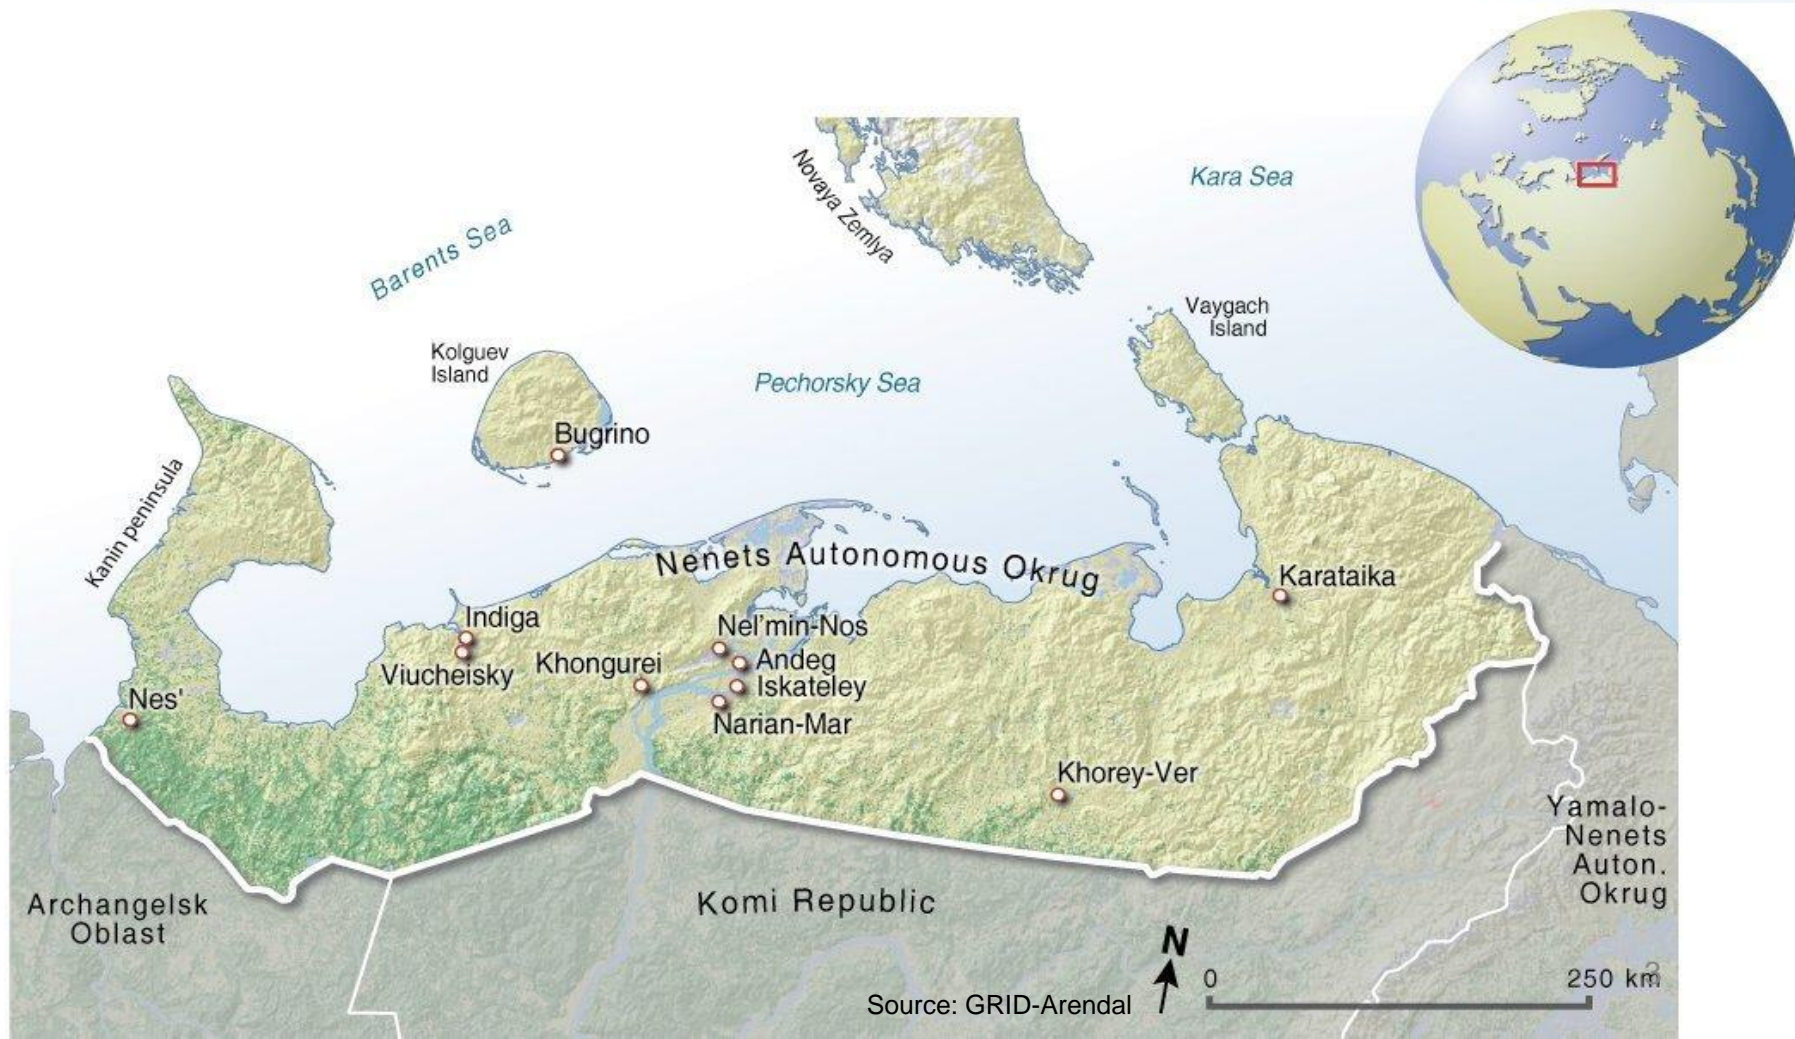 Kara Sea
Novaya Zemlya
Barents Sea
Vaygach
Island
Kolguev
Island
Pechorsky Sea
Bugrino
Kanin peninsula
Nenets Autonomous Okrug
Karataika
Indiga
Nel'min-Nos
Viucheisky
Khongurei
Andeg
Iskateley
Nes'
Narian-Mar
Khorey-Ver
Yamalo-
Nenets
Auton.
Okrug
Archangelsk
Oblast
Komi Republic
N
0
250 km
3
Source: GRID-Arendal